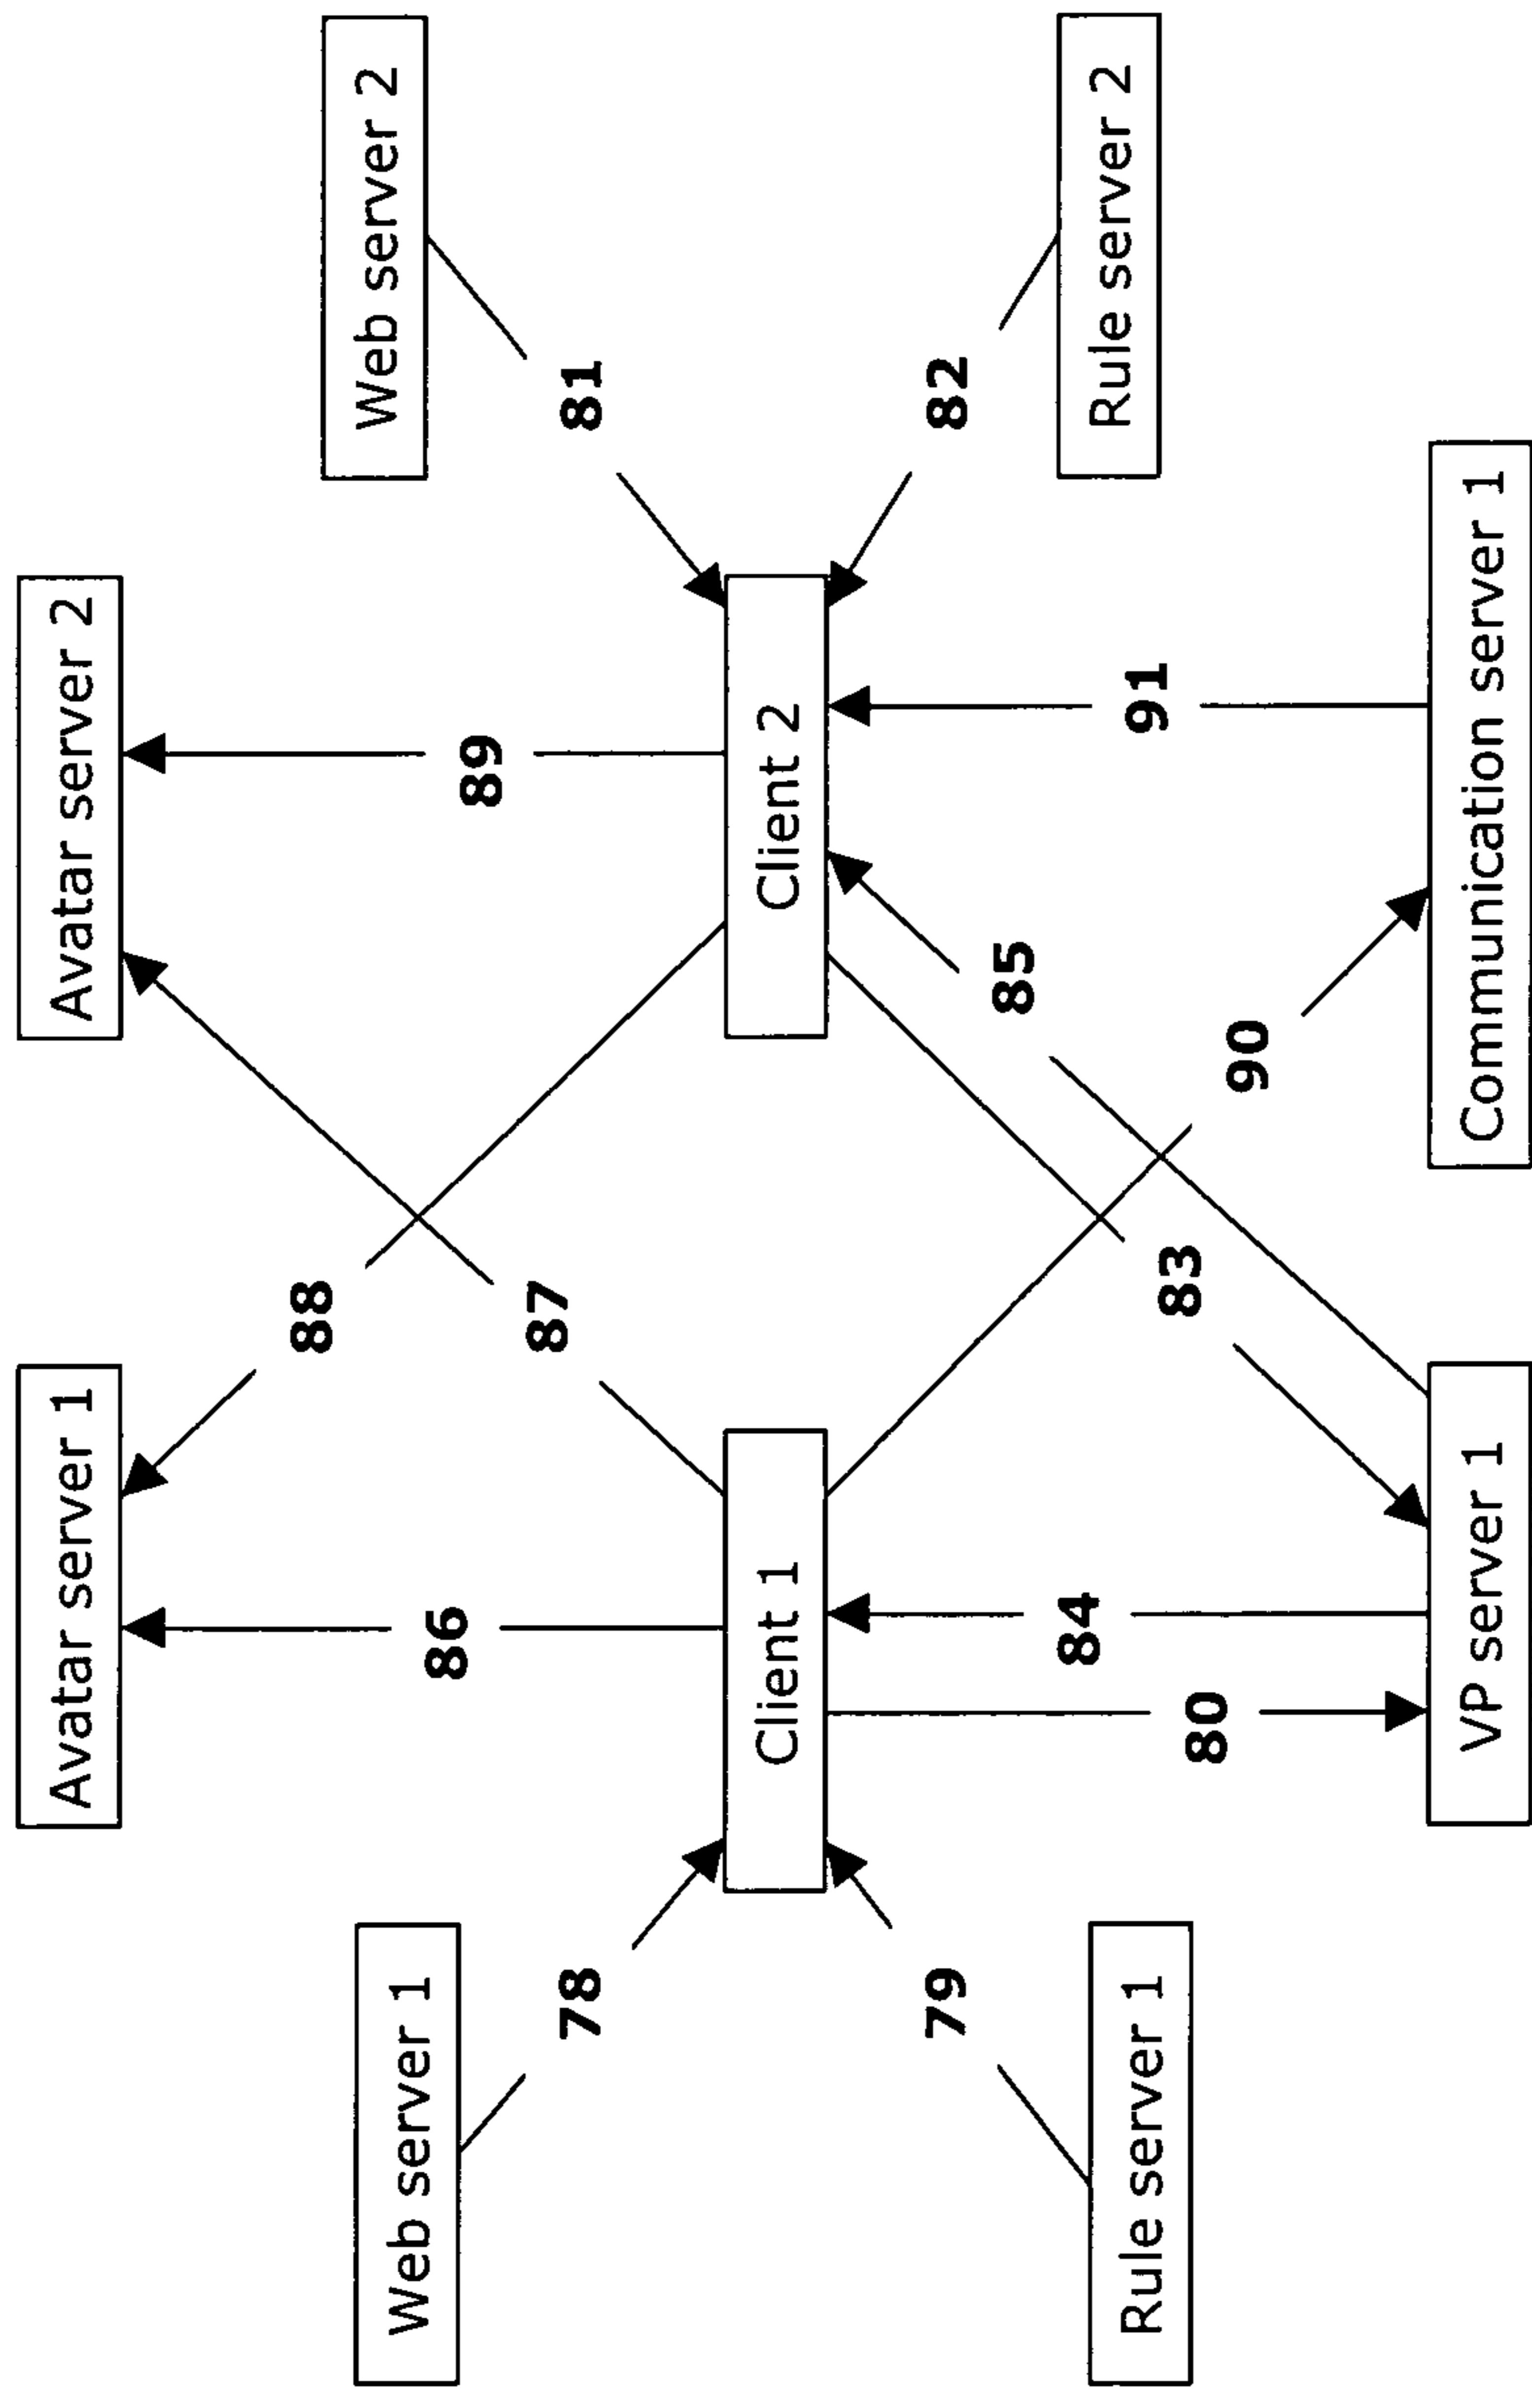 Avatar server 1
Avatar server 2
88
87
86
89
Web server 1
Web server 2
78
81
Client 1
Client 2
79
82
85
84
83
91
80
90
Rule server 1
Rule server 2
VP server 1
Communication server 1